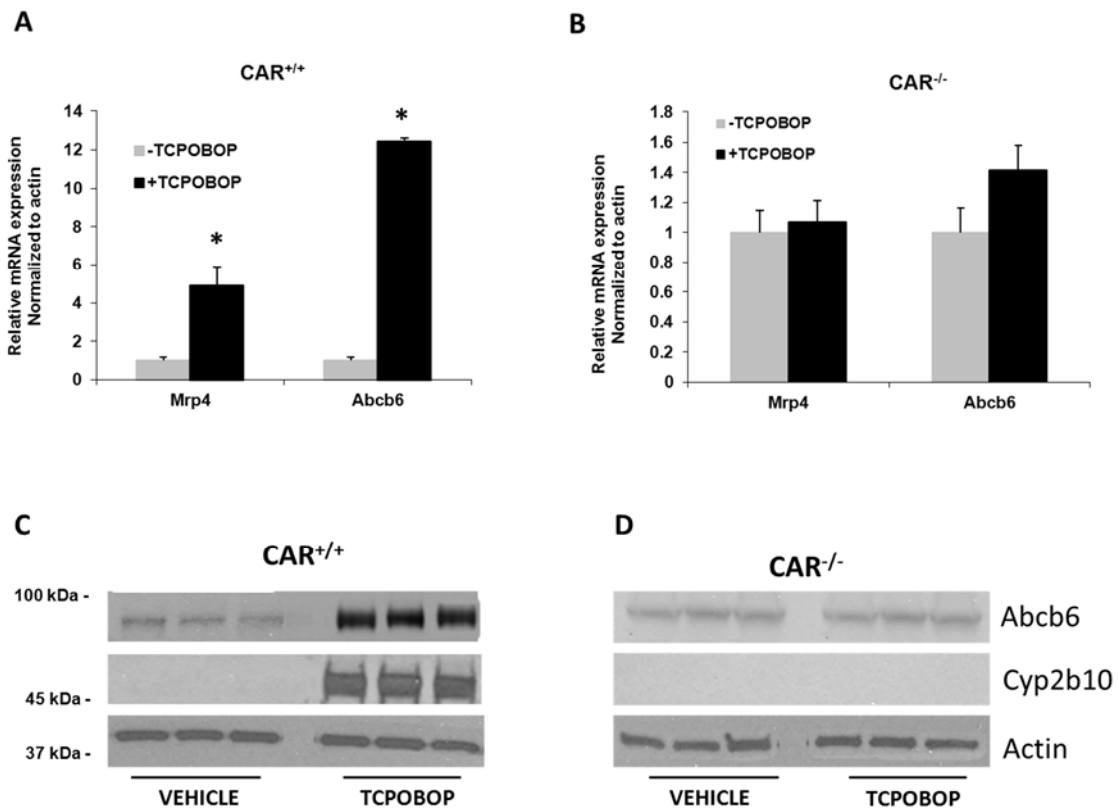 A
CAR+/+
Relative mRNA expression
Normalized to actin
14
12
10
8
6
4
2
0
-TCPOBOP
+TCPOBOP
*
*
Mrp4
Abcb6
B
CAR-/-
Relative mRNA expression
Normalized to actin
1.8
1.6
1.4
1.2
1
0.8
0.6
0.4
0.2
0
-TCPOBOP
+TCPOBOP
Mrp4
Abcb6
C
CAR+/+
100 kDa -
45 kDa -
37 kDa -
VEHICLE
TCPOBOP
D
CAR-/-
Abcb6
Cyp2b10
Actin
VEHICLE
TCPOBOP